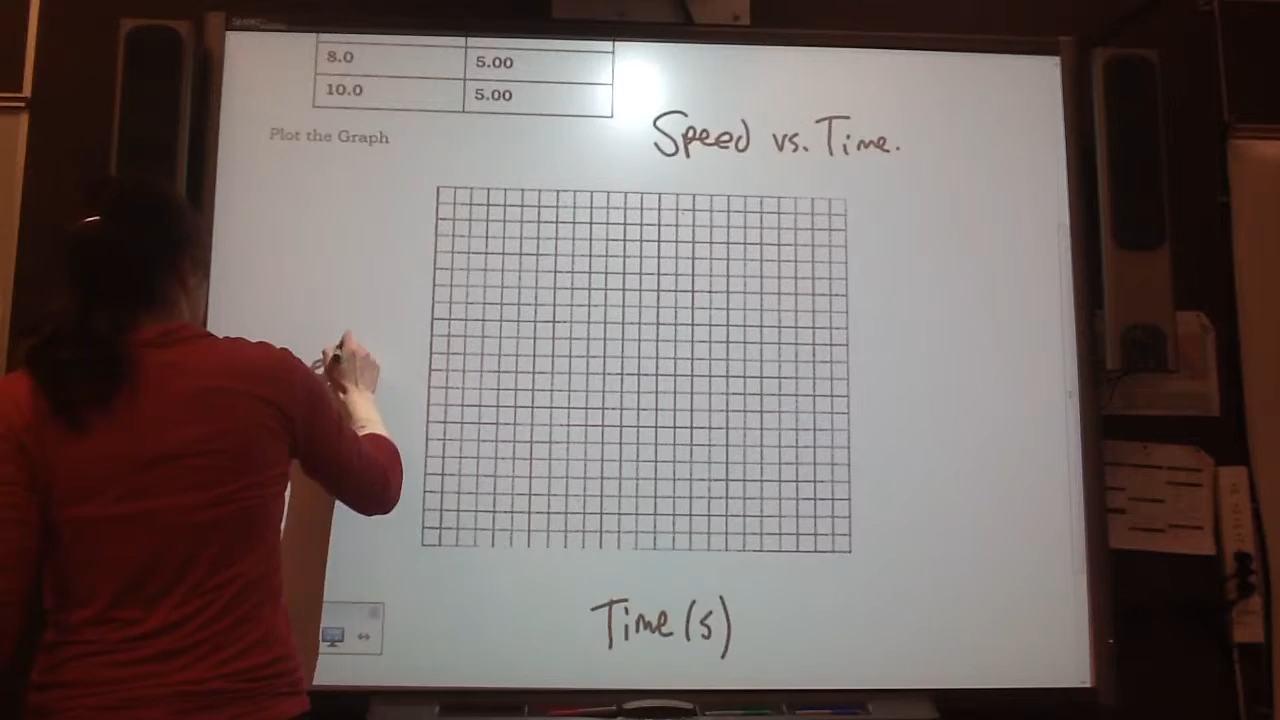 8.0 5.00
10.0 5.00
Plot the Graph
Speed vs. Time.
Time (s)